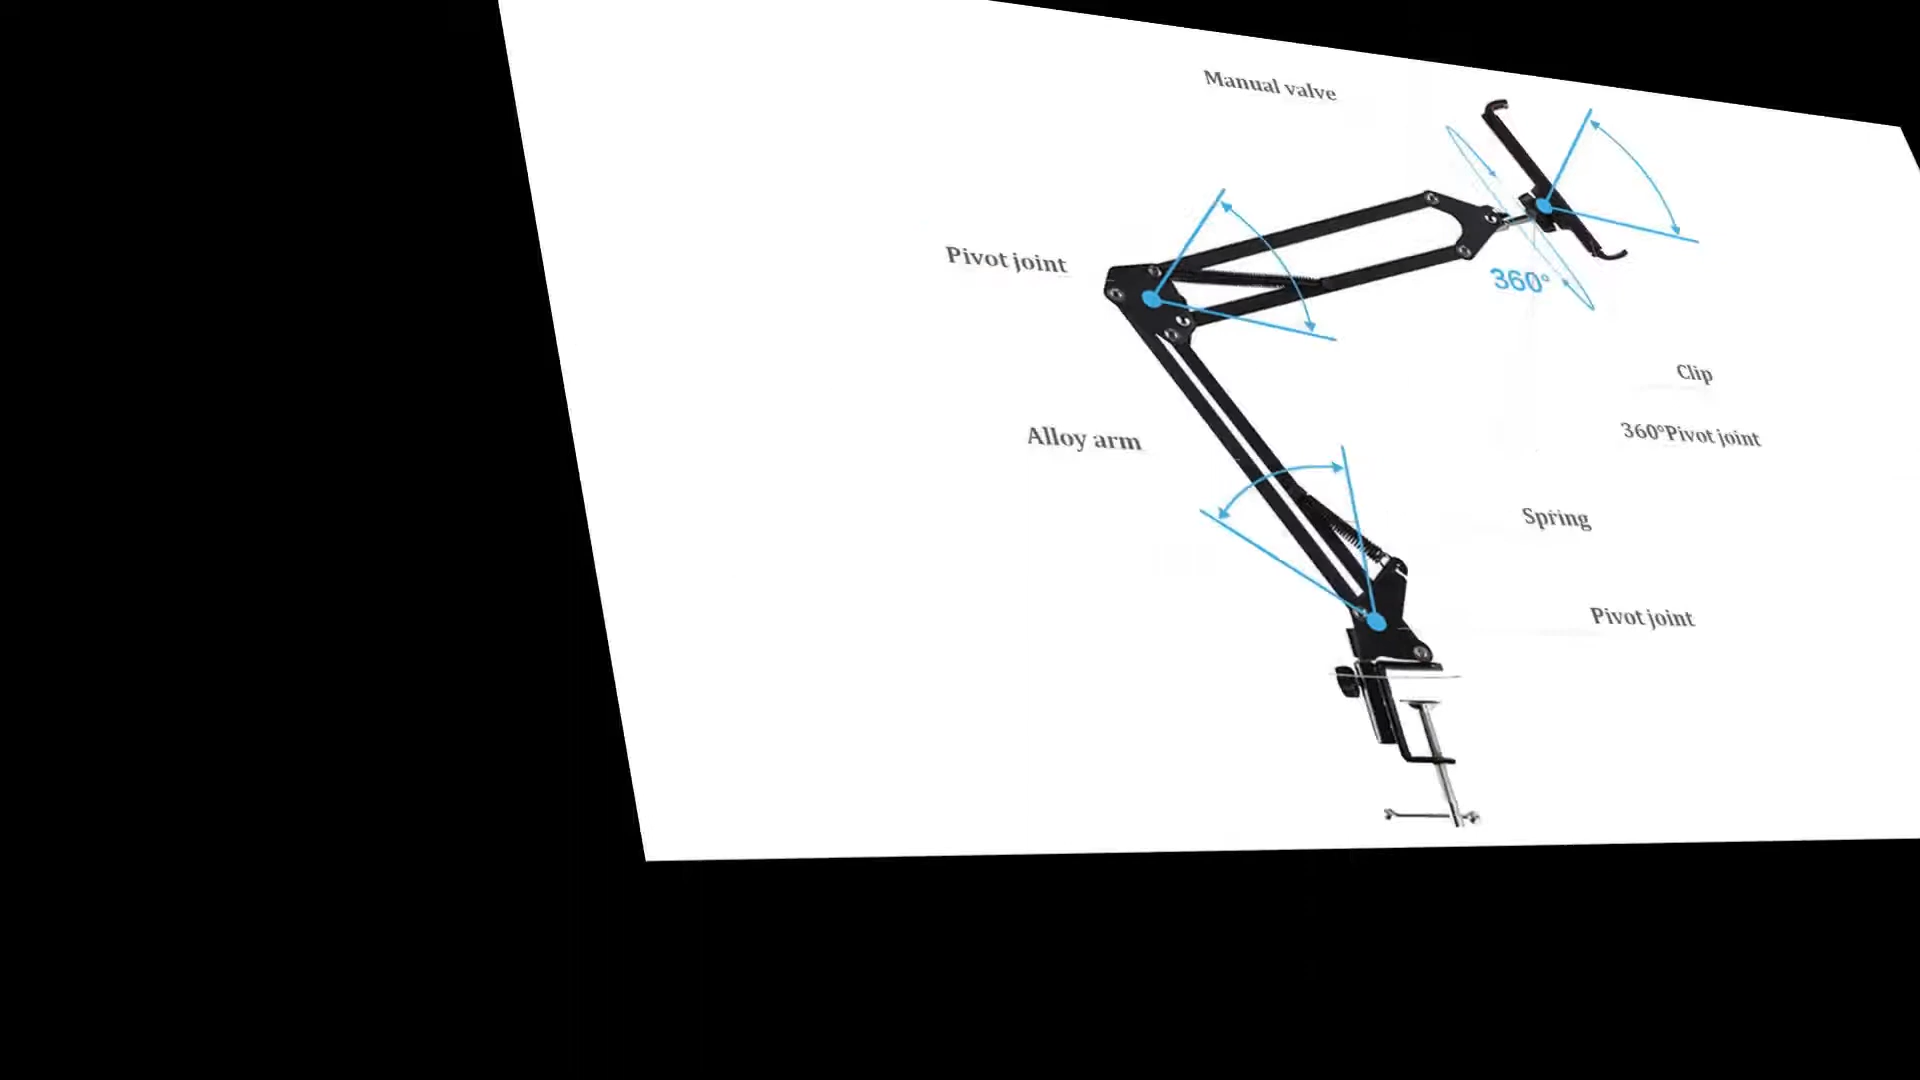 Manual valve
Pivot joint
360°
Clip
Alloy arm
360°Pivot joint
Spring
Pivot joint